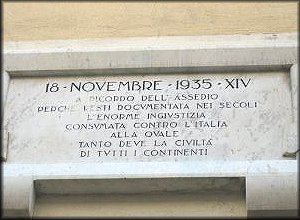 18 - NOVEMBRE - 1935 - XIV
A RICORDO DELL'ASSEDIO
PERCHE RESTI DOCVMENTATA NEI SECOLI
L'ENORME INGIVSTIZIA
CONSVMATA CONTRO L'ITALIA
ALLA QVALE
TANTO DEVE LA CIVILTÀ
DI TVTTI I CONTINENTI